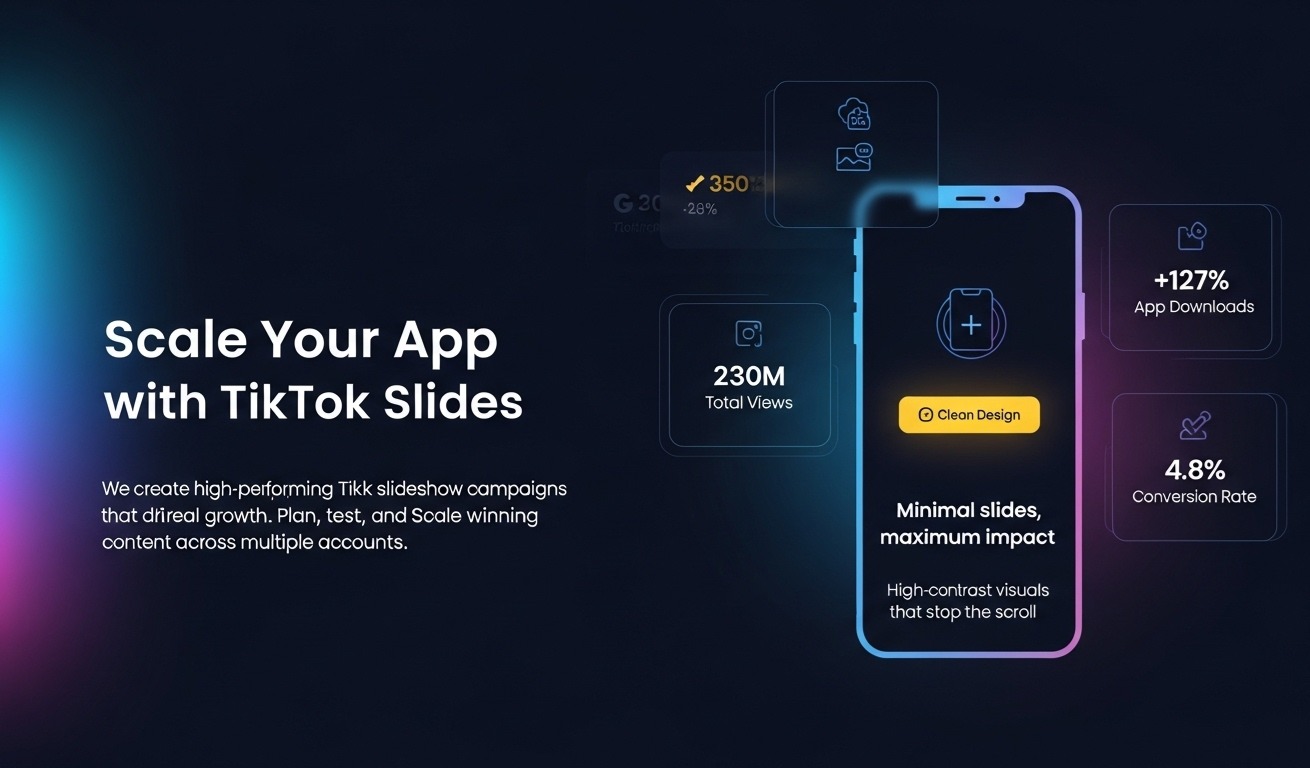 Scale Your App
with TikTok Slides
We create high-performing Tikk slideshow campaigns
that drireal growth. Plan, test, and Scale winning
content across multiple accounts.
350
-28%
230M
Total Views
Clean Design
Minimal slides,
maximum impact
High-contrast visuals
that stop the scroll
+127%
App Downloads
4.8%
Conversion Rate